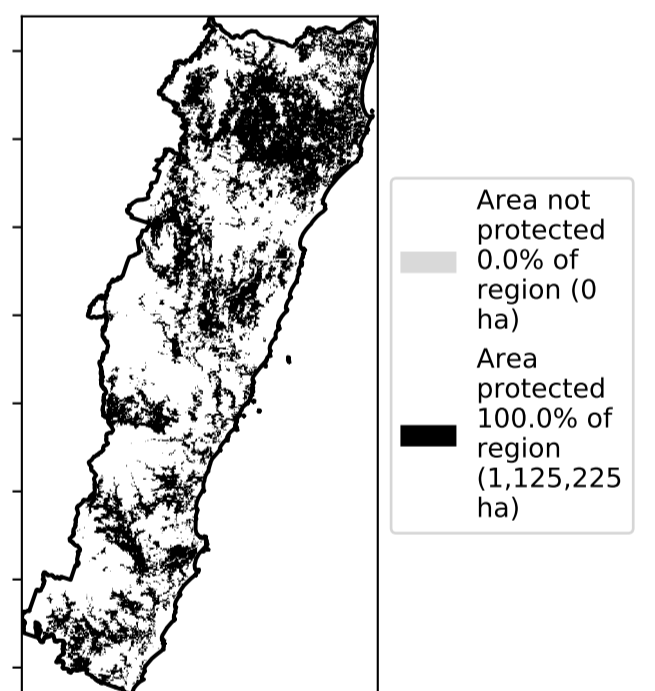 Area not
protected
0.0% of
region (0
ha)
Area
protected
100.0% of
region
(1,125,225
ha)